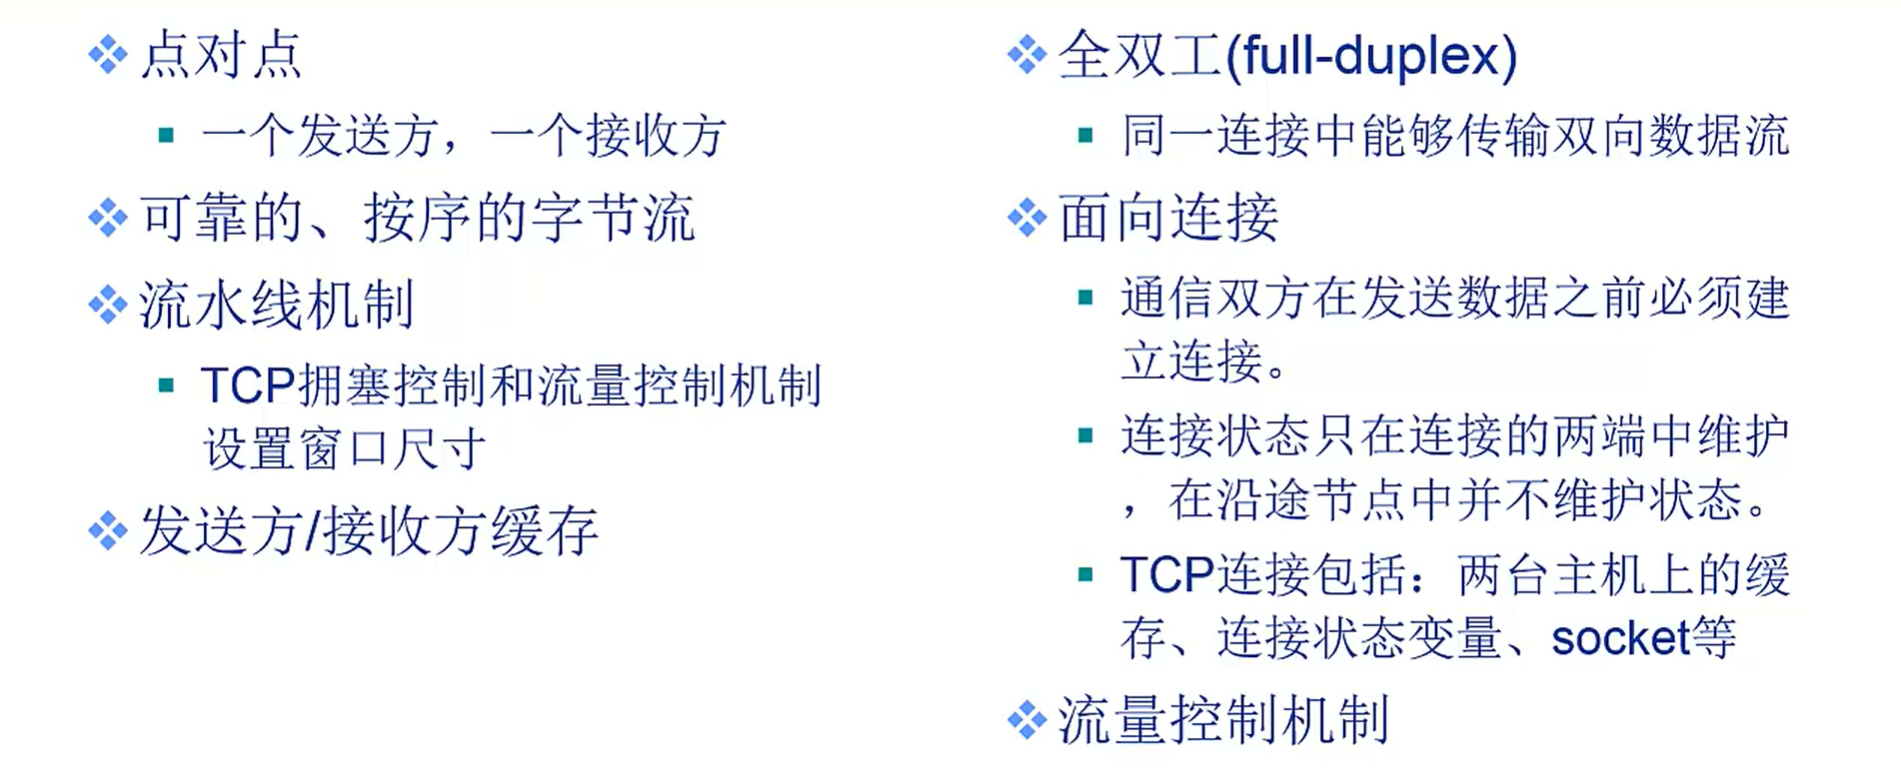 点对点
一个发送方，一个接收方
可靠的、按序的字节流
流水线机制
TCP拥塞控制和流量控制机制
设置窗口尺寸
发送方/接收方缓存
全双工(full-duplex)
同一连接中能够传输双向数据流
面向连接
通信双方在发送数据之前必须建
立连接。
连接状态只在连接的两端中维护
，在沿途节点中并不维护状态。
TCP连接包括：两台主机上的缓
存、连接状态变量、socket等
流量控制机制